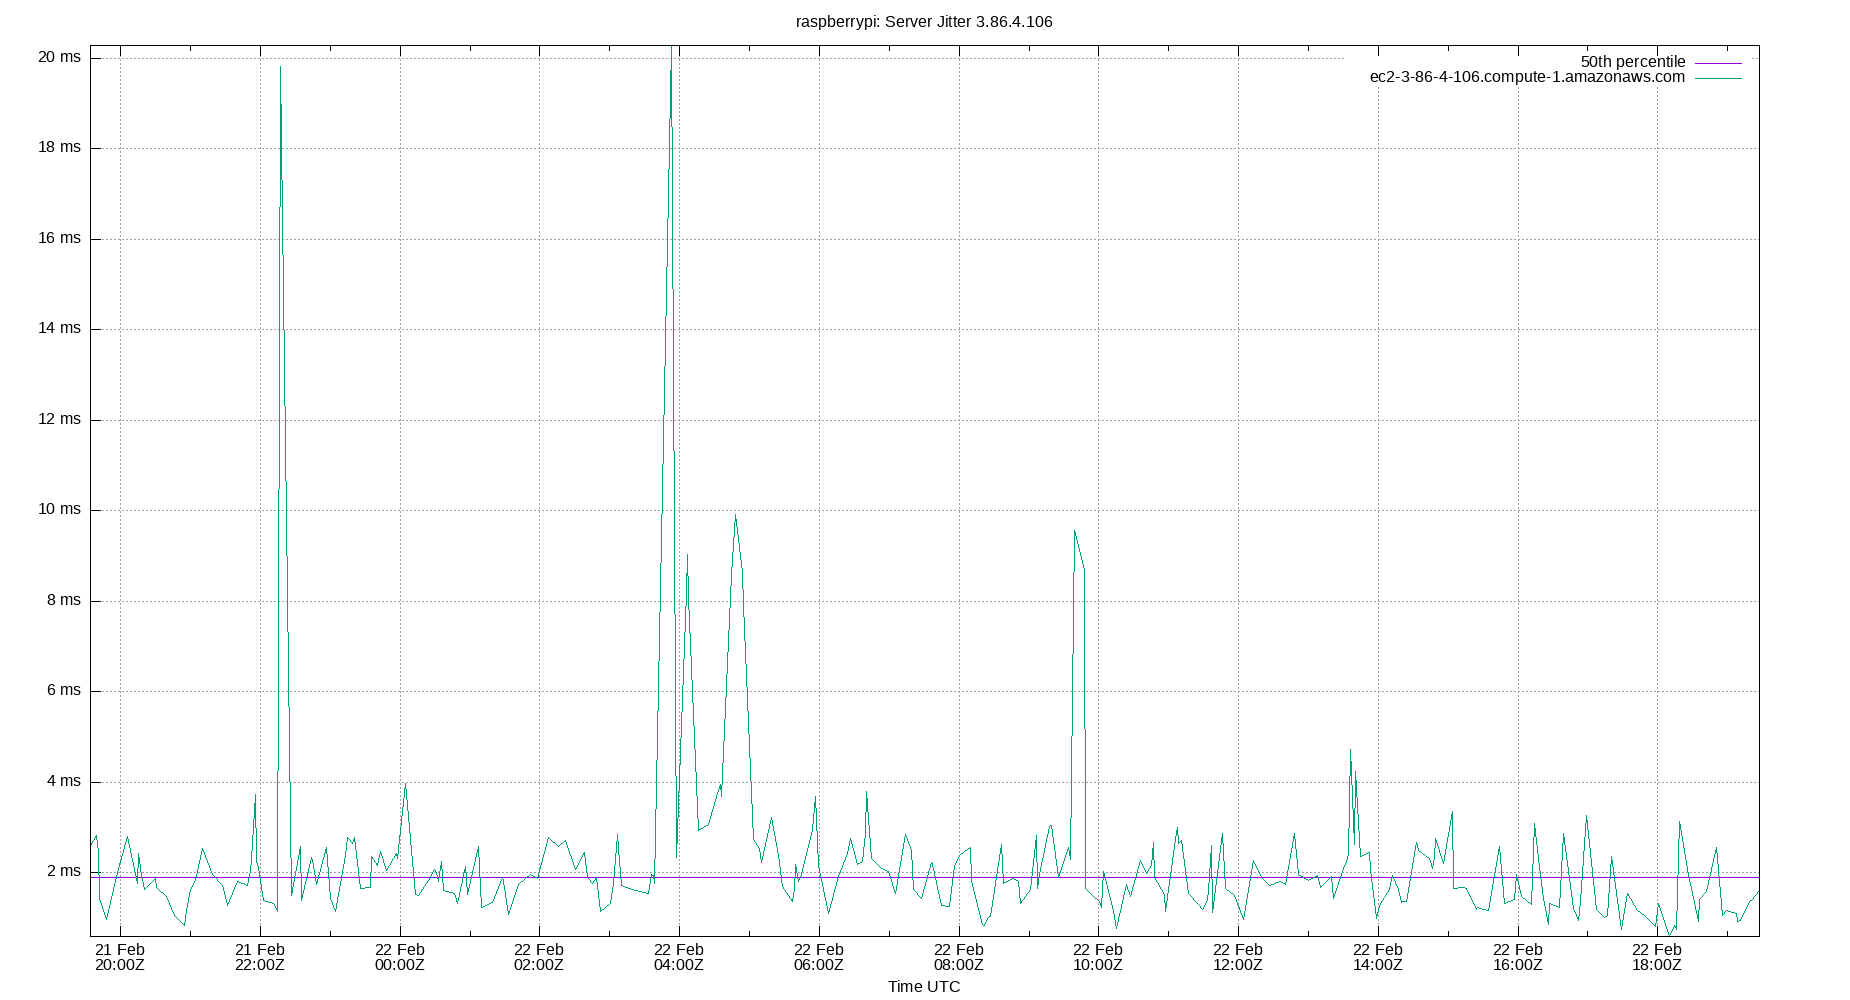 raspberrypi: Server Jitter 3.86.4.106
20 ms
18 ms
16 ms
14 ms
12 ms
10 ms
8 ms
6 ms
4 ms
2 ms
50th percentile
ec2-3-86-4-106.compute-1.amazonaws.com
21 Feb 21 Feb 22 Feb 22 Feb 22 Feb 22 Feb 22 Feb 22 Feb 22 Feb 22 Feb 22 Feb 22 Feb
20:00Z 22:00Z 00:00Z 02:00Z 04:00Z 06:00Z 08:00Z 10:00Z 12:00Z 14:00Z 16:00Z 18:00Z
Time UTC